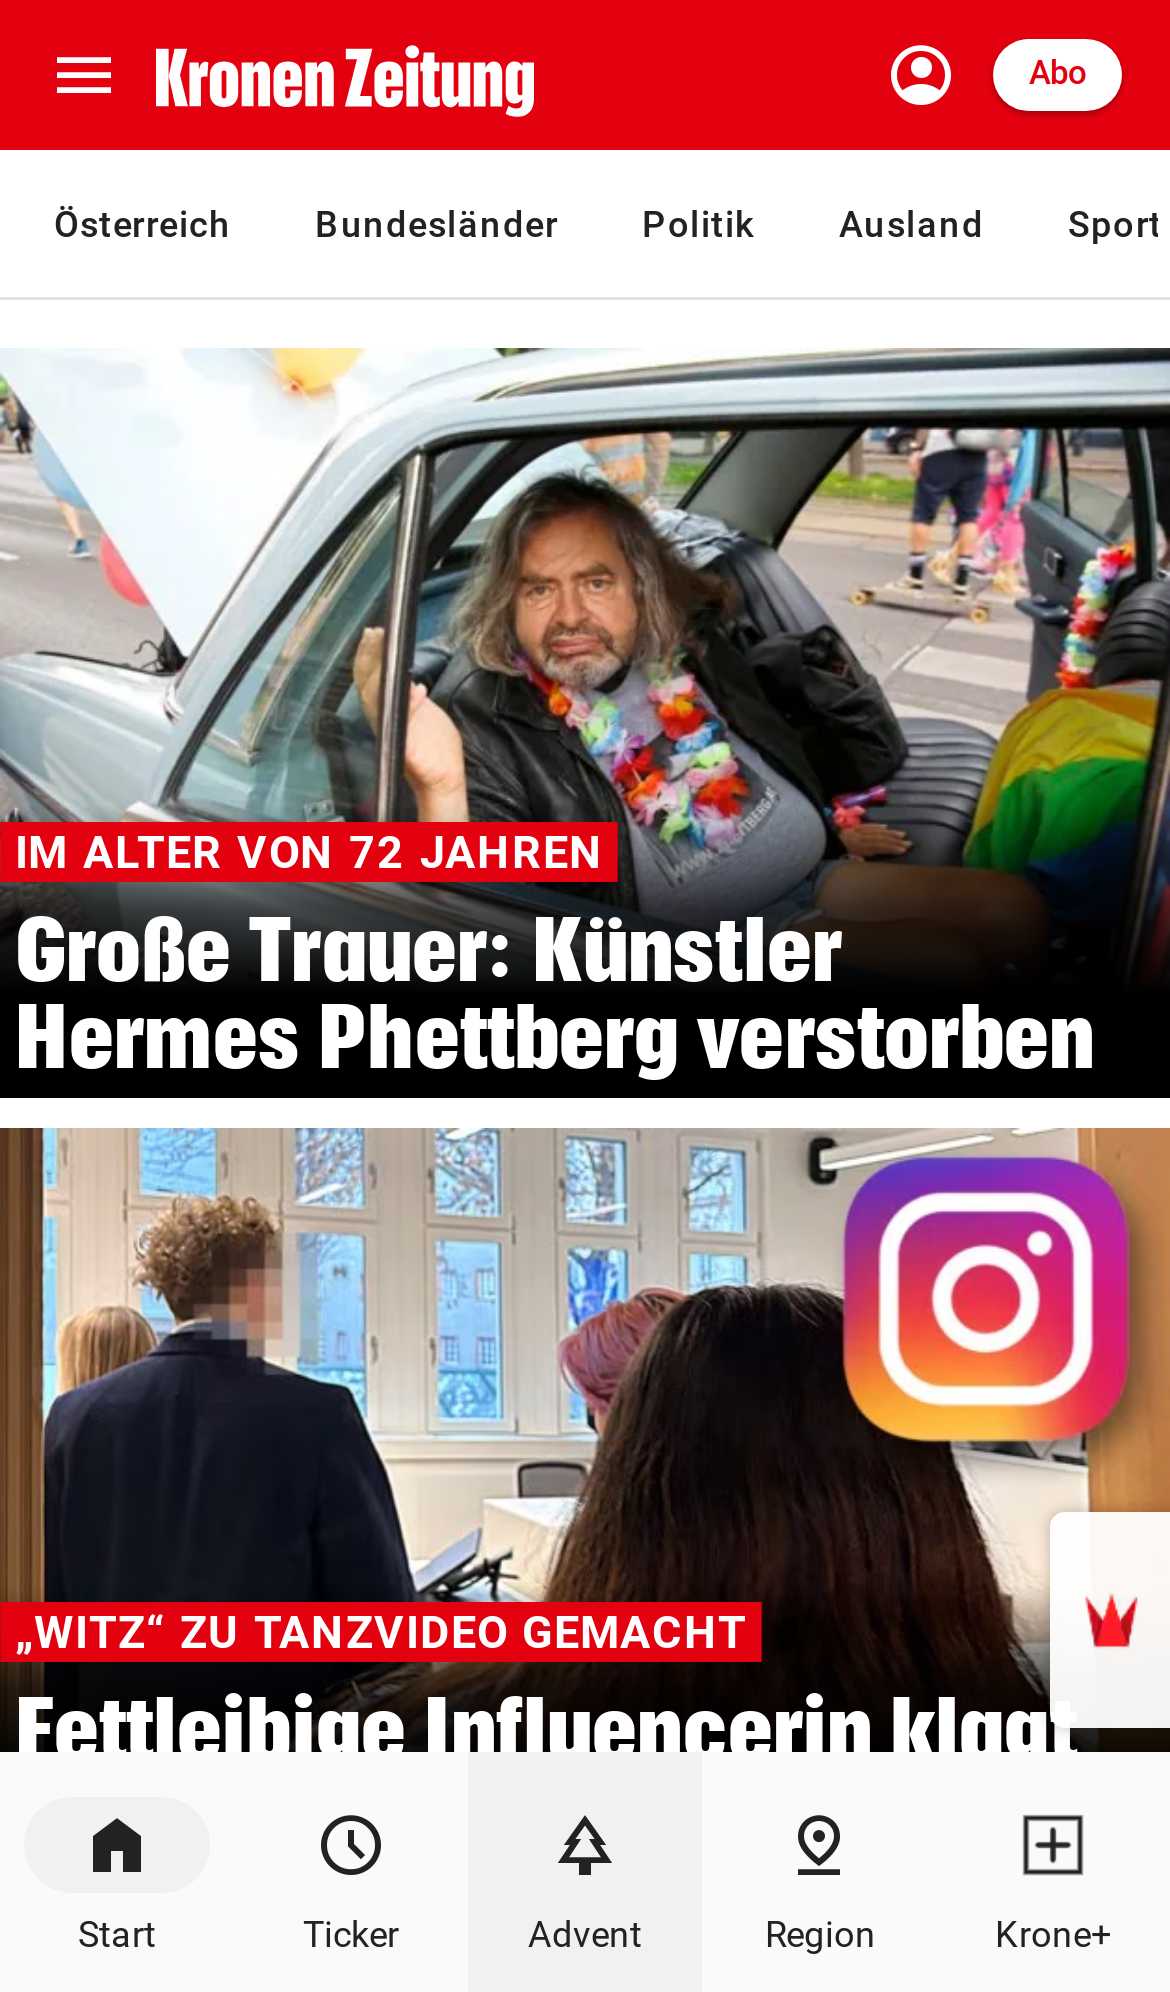 Kronen Zeitung
Abo
Österreich Bundesländer Politik Ausland Sport
IM ALTER VON 72 JAHREN
Große Trauer: Künstler
Hermes Phettberg verstorben
„WITZ“ ZU TANZVIDEO GEMACHT
Fettleibige Influencerin klagt
Start Ticker Advent Region Krone+